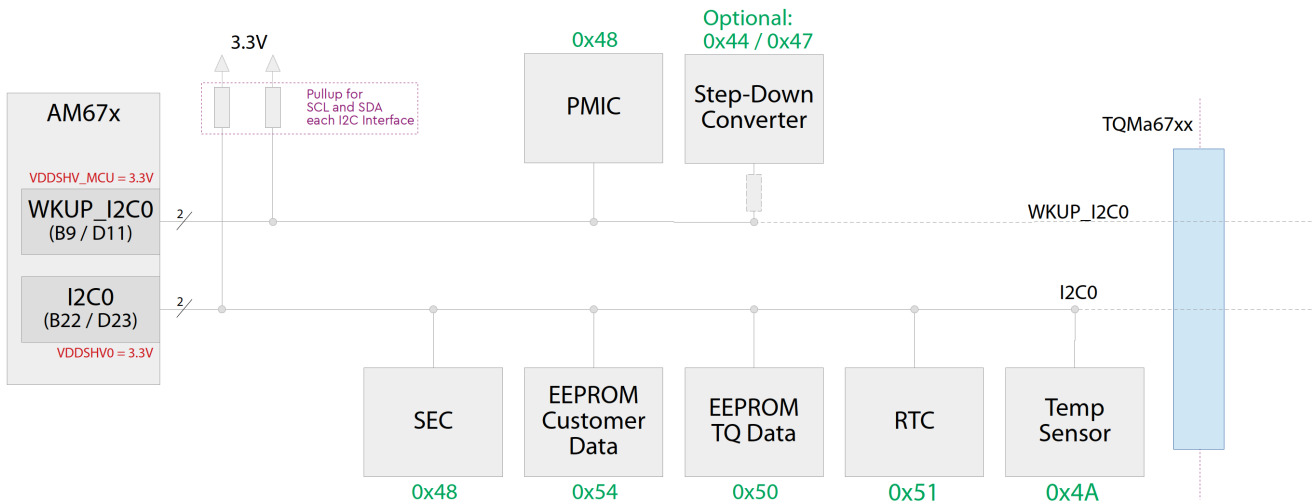 Optional:
0x44 / 0x47
0x48
3.3V
PMIC
Step-Down
Converter
Pullup for
SCL and SDA
each I2C Interface
AM67x
TQMa67xx
VDDSHV_MCU = 3.3V
WKUP_I2C0
(B9 / D11)
2
WKUP_I2C0
I2C0
(B22 / D23)
2
I2C0
VDDSHV0 = 3.3V
SEC
EEPROM
Customer
Data
EEPROM
TQ Data
RTC
Temp
Sensor
0x48
0x54
0x50
0x51
0x4A